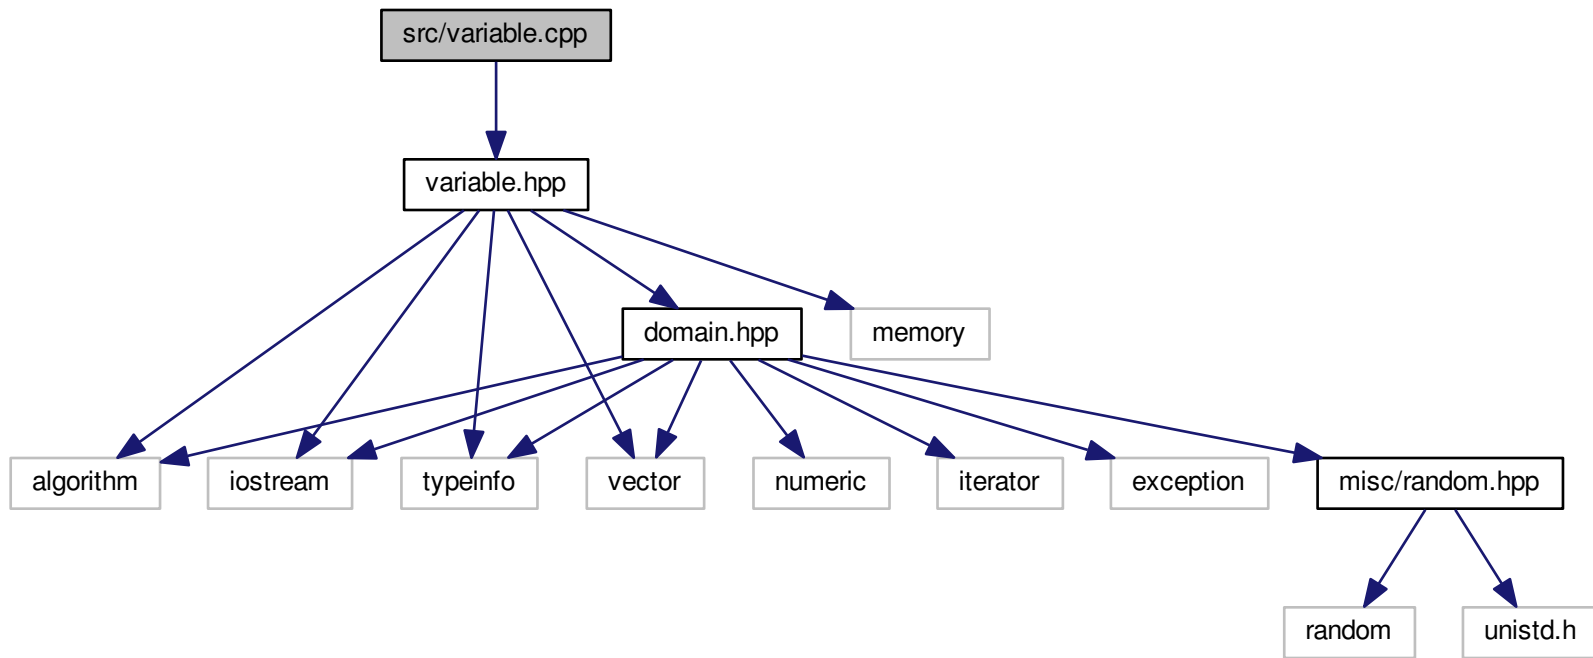 src/variable.cpp
variable.hpp
domain.hpp
memory
algorithm
iostream
typeinfo
vector
numeric
iterator
exception
misc/random.hpp
random
unistd.h